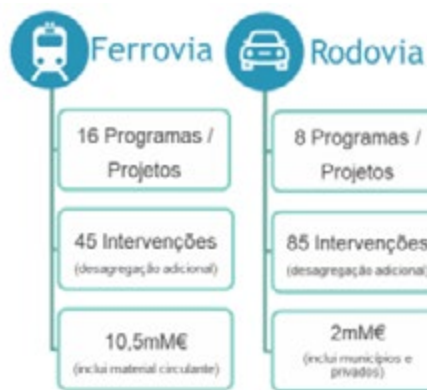 Ferrovia
16 Programas /
Projetos
45 Intervenções
(desagregação adicional)
10,5mM€
(inclui material circulante)
Rodovia
8 Programas /
Projetos
85 Intervenções
(desagregação adicional)
2mM€
(inclui municípios e
privados)